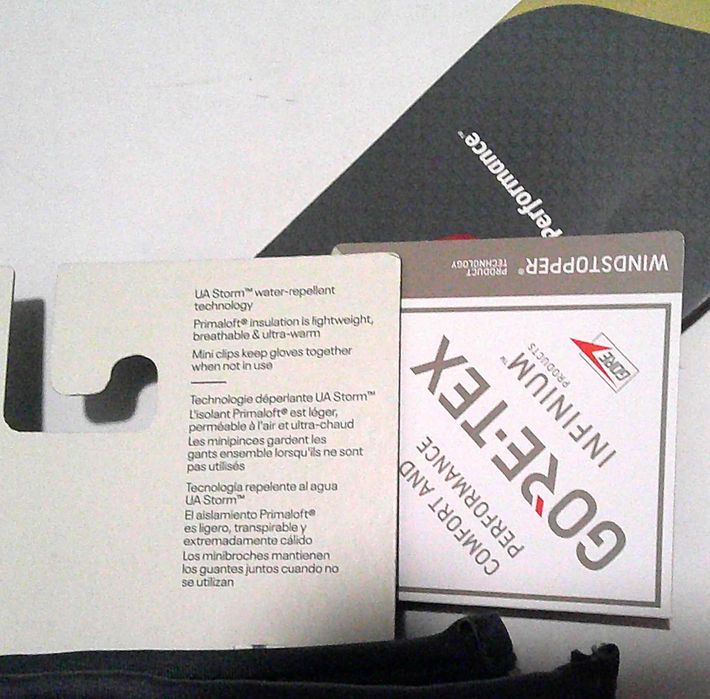 UA Storm™ water-repellent
technology
Primaloft® insulation is lightweight,
breathable & ultra-warm
Mini clips keep gloves together
when not in use
Technologie déperlante UA Storm™
L'isolant Primaloft® est léger,
perméable à l'air et ultra-chaud
Les minipinces gardent les
gants ensemble lorsqu'ils ne sont
pas utilisés
Tecnología repelente al agua
UA Storm™
El aislamiento Primaloft®
es ligero, transpirable y
extremadamente cálido
Los minibroches mantienen
los guantes juntos cuando no
se utilizan
Performance™
WINDSTOPPER®
PRODUCT
TECHNOLOGY
GORE
GORE-TEX
INFINIUM™
PRODUCTS
COMFORT AND
PERFORMANCE